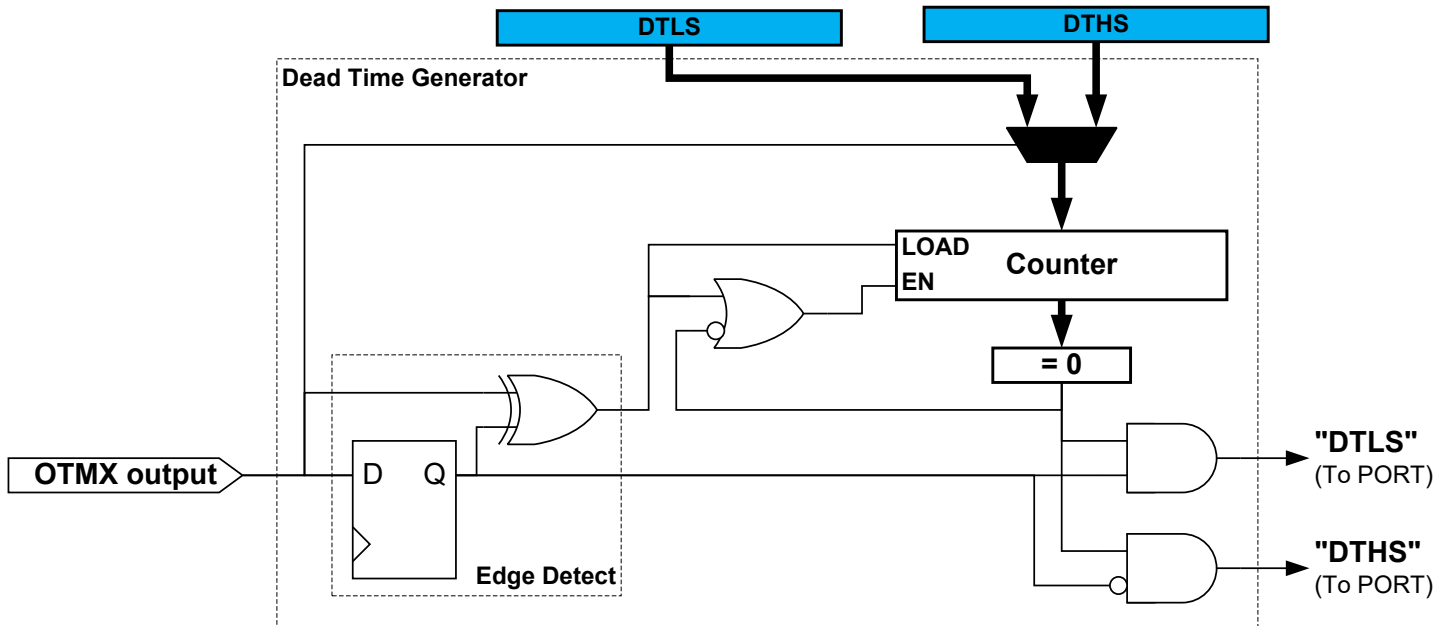 DTLS
DTHS
Dead Time Generator
LOAD
Counter
EN
= 0
OTMX output
D
Q
Edge Detect
"DTLS"
(To PORT)
"DTHS"
(To PORT)